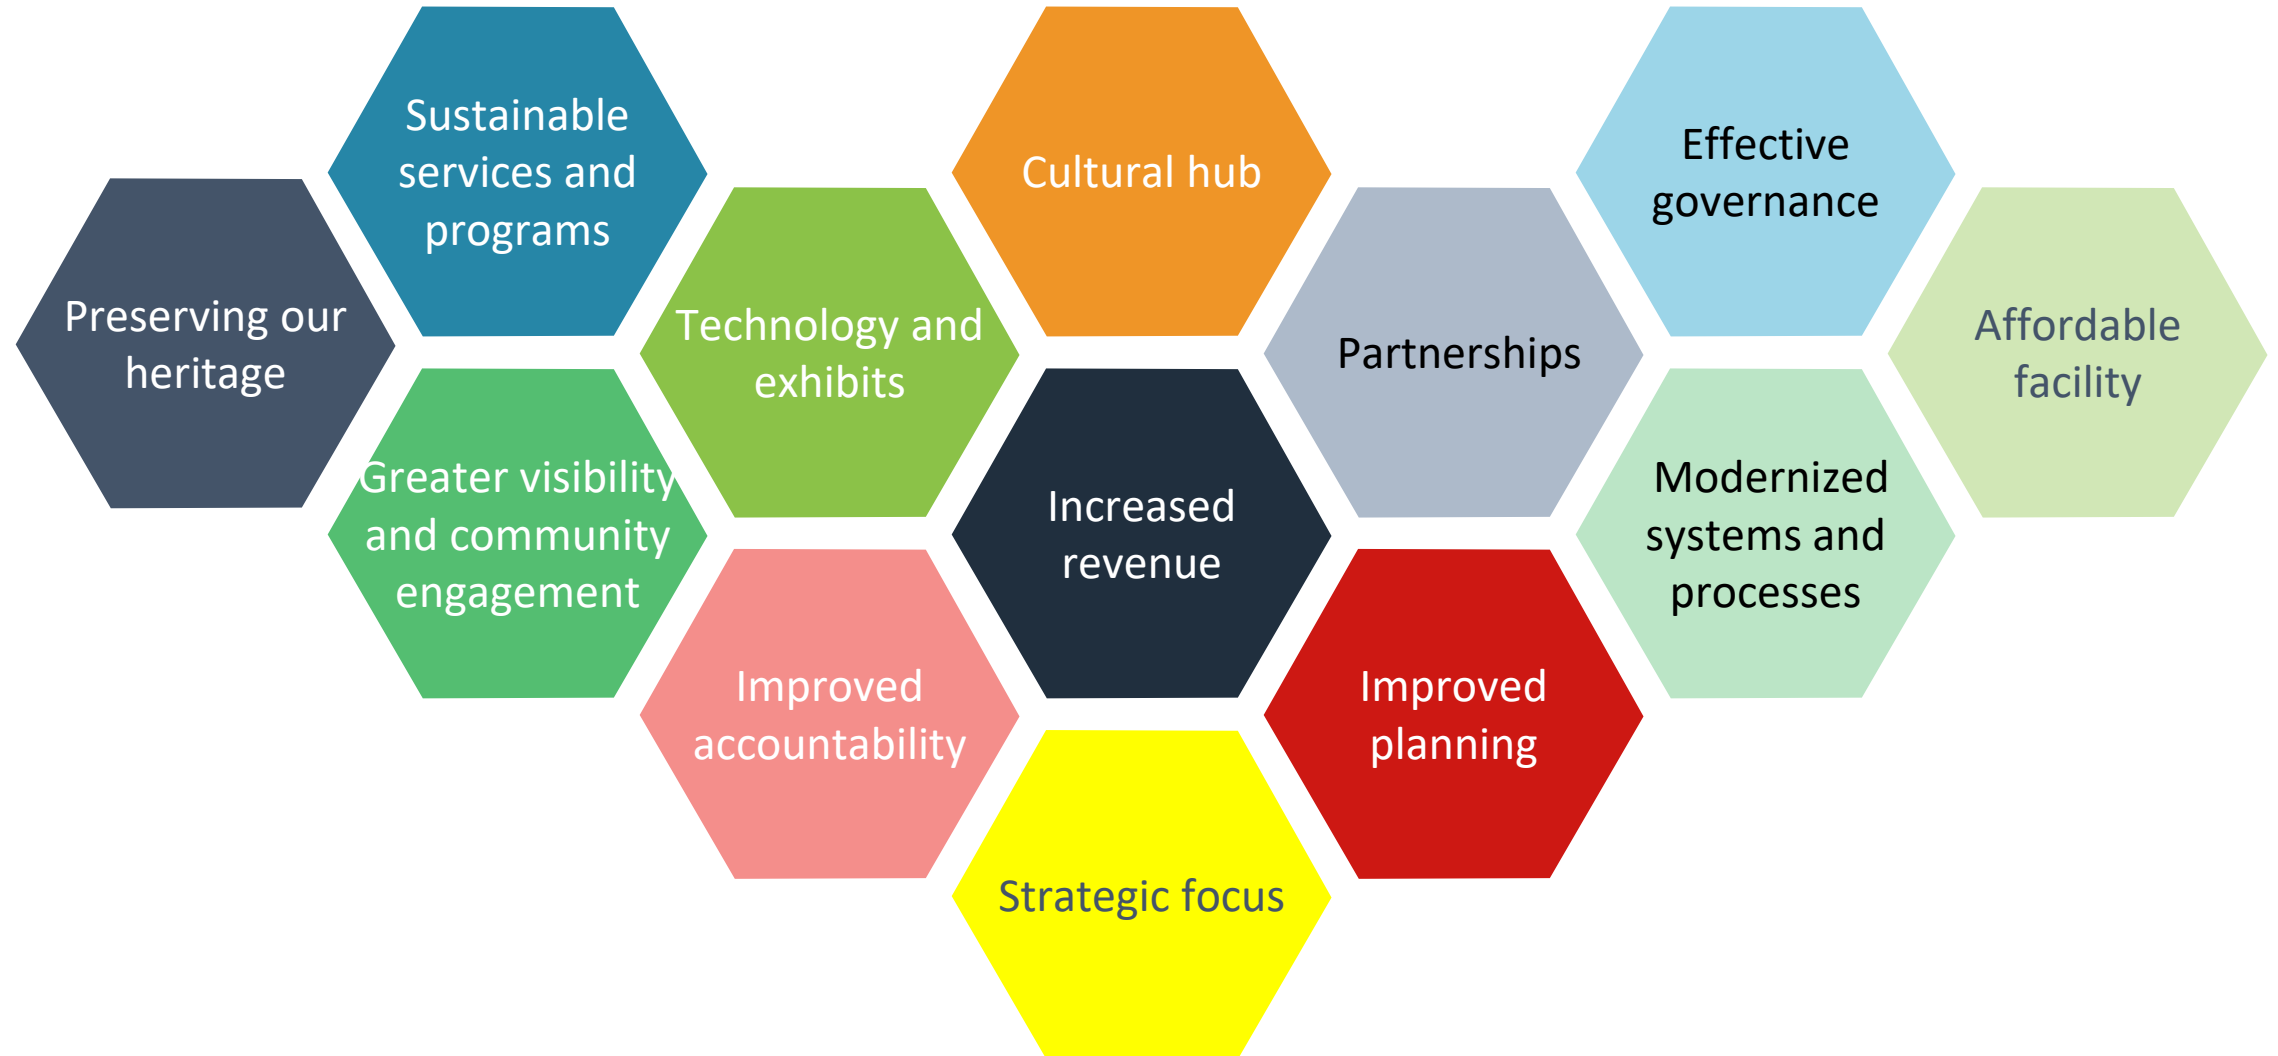 Sustainable
services and
programs
Cultural hub
Effective
governance
Preserving our
heritage
Technology and
exhibits
Partnerships
Affordable
facility
Greater visibility
and community
engagement
Increased
revenue
Modernized
systems and
processes
Improved
accountability
Improved
planning
Strategic focus